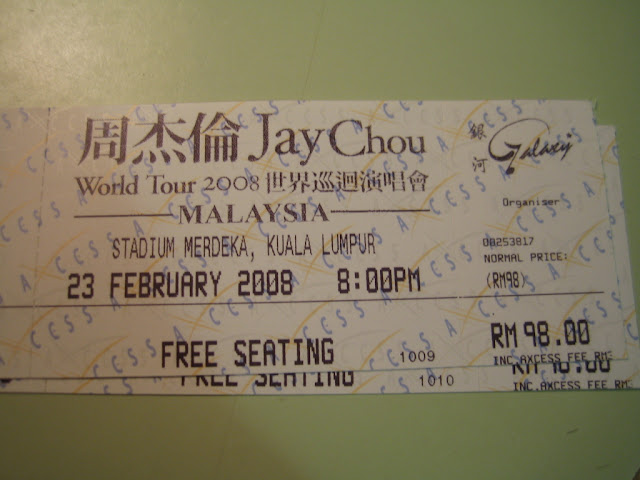 周杰倫 Jay Chou
World Tour 2008 世界巡迴演唱會
MALAYSIA
銀河 Galaxy
Organiser
STADIUM MERDEKA, KUALA LUMPUR
23 FEBRUARY 2008 8:00PM
08253817
NORMAL PRICE:
(RM98)
FREE SEATING 1009
RM 98.00
INC.AXCESS FEE RM
FREE SEATING 1010
INC.AXCESS FEE RM